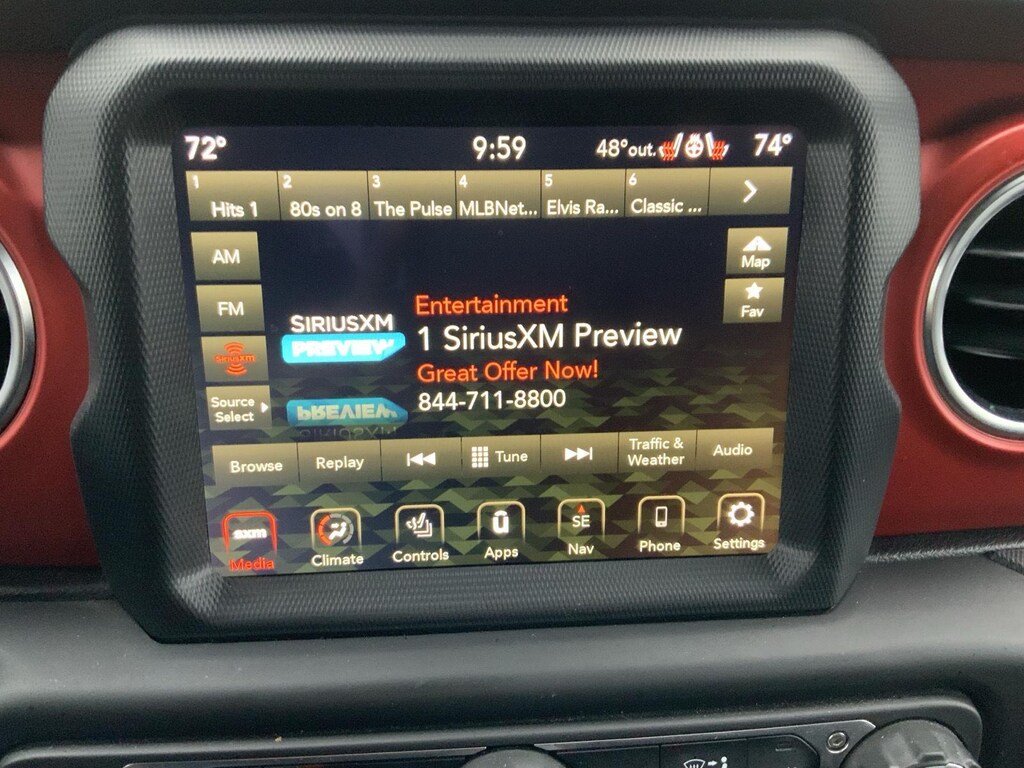 72° 9:59 48°out. 74°
1 2 3 4 5 6
Hits 1 80s on 8 The Pulse MLBNet... Elvis Ra... Classic ...
AM
Map
FM
Fav
SiriusXM
Source
Select
SIRIUSXM
PREVIEW
Entertainment
1 SiriusXM Preview
Great Offer Now!
844-711-8800
Browse Replay Tune Traffic &
Weather Audio
sxm SE
Media Climate Controls Apps Nav Phone Settings